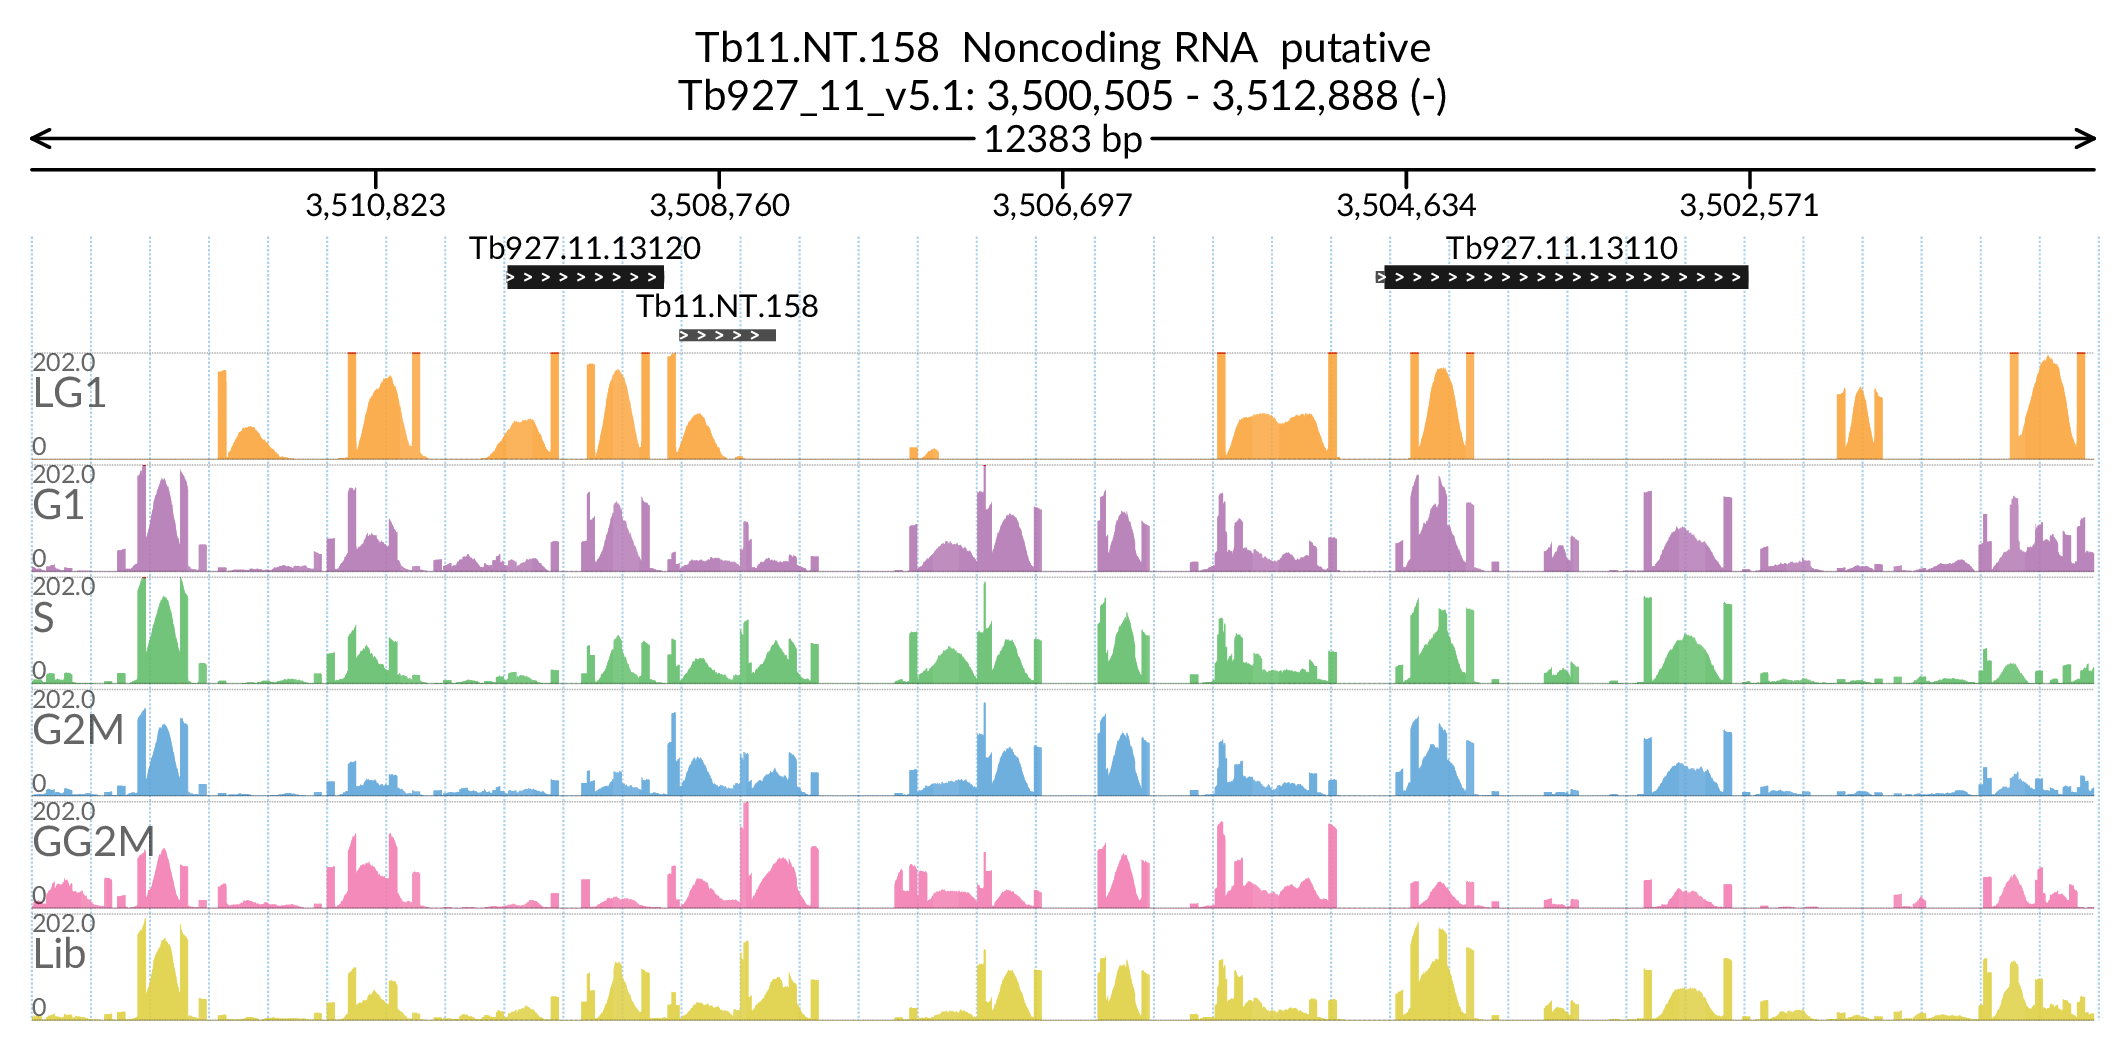 Tb11.NT.158 Noncoding RNA putative
Tb927_11_v5.1: 3,500,505 - 3,512,888 (-)
12383 bp
3,510,823 3,508,760 3,506,697 3,504,634 3,502,571
Tb927.11.13120 Tb927.11.13110
Tb11.NT.158
202.0
LG1
0
202.0
G1
0
202.0
S
0
202.0
G2M
0
202.0
GG2M
0
202.0
Lib
0